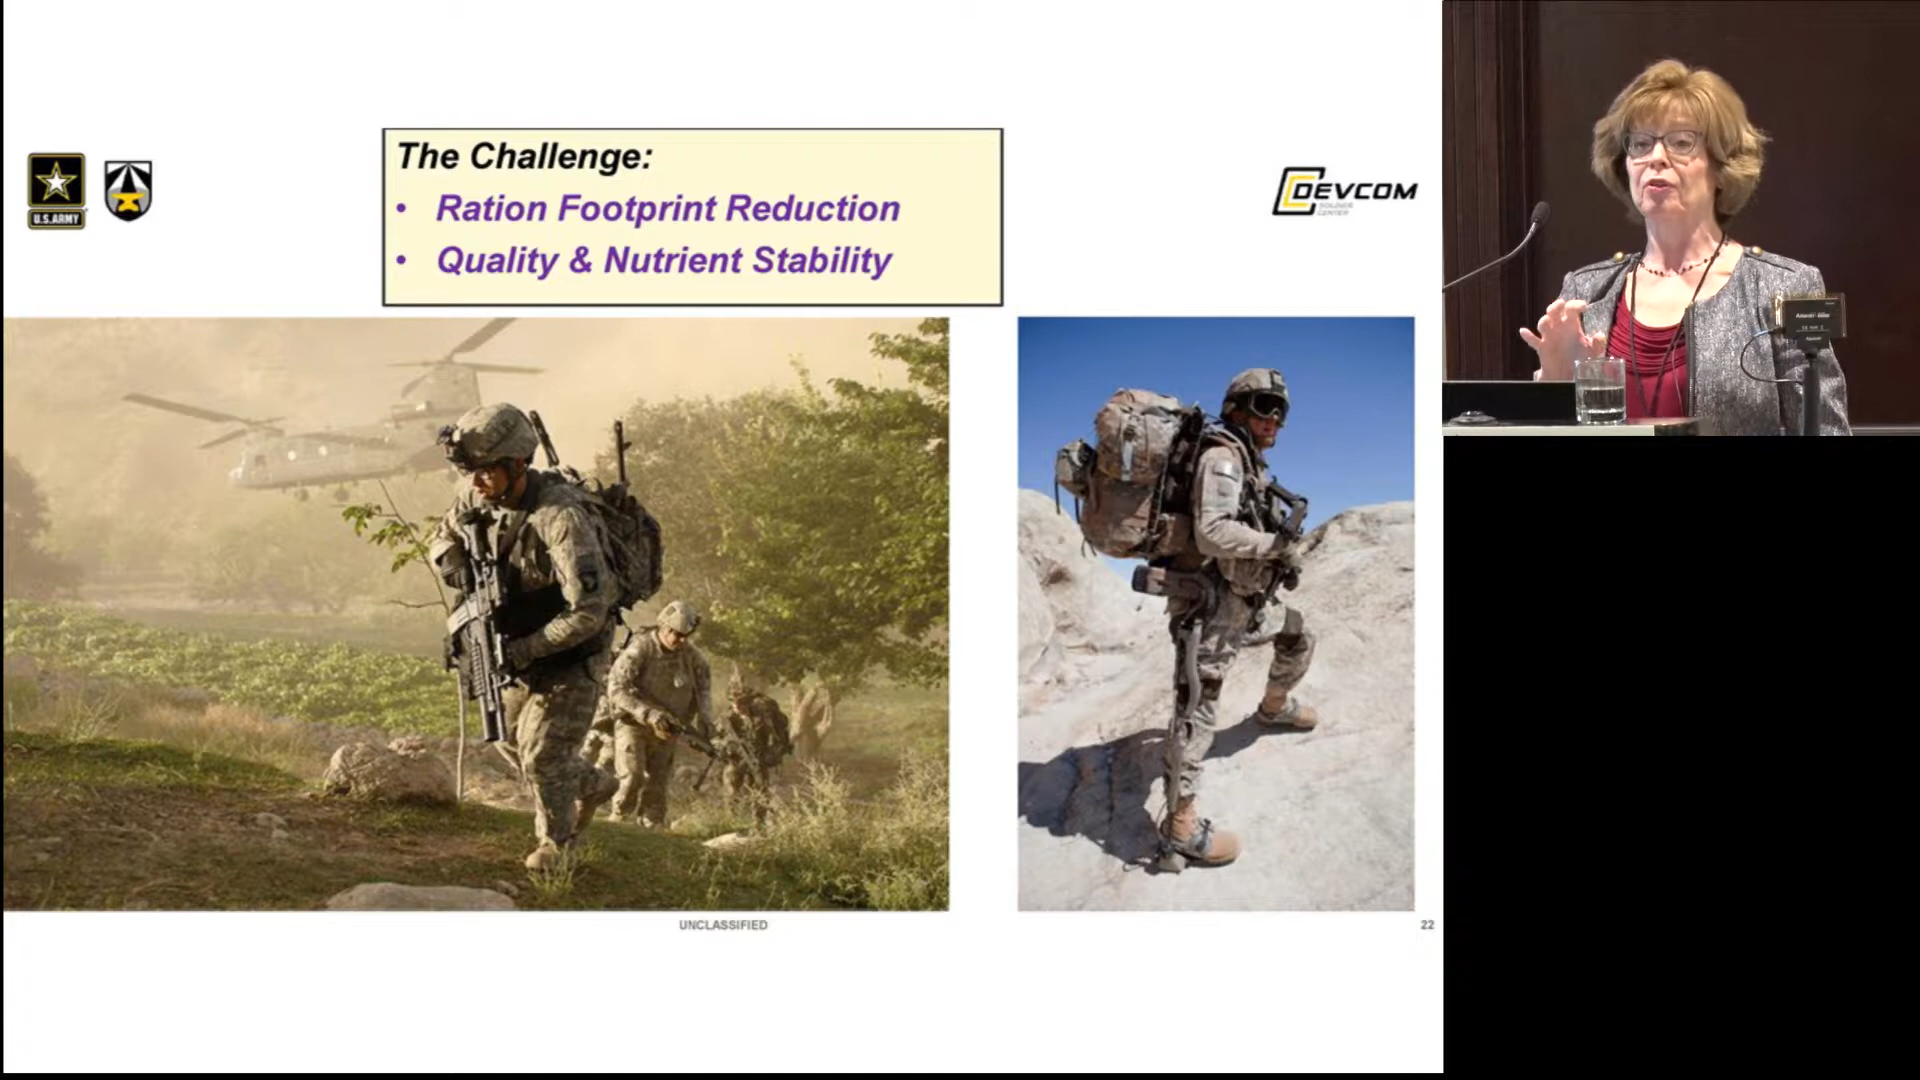 The Challenge:
• Ration Footprint Reduction
• Quality & Nutrient Stability
U.S.ARMY
DEVCOM
SOLDIER
CENTER
UNCLASSIFIED
22